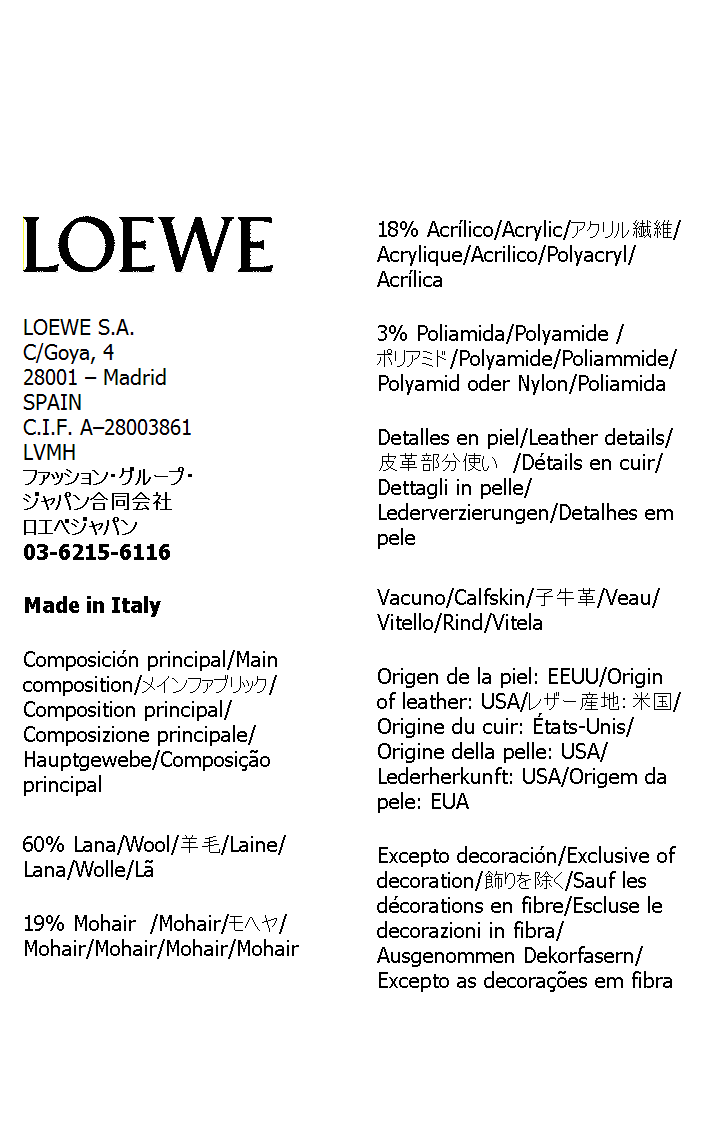 LOEWE
LOEWE S.A.
C/Goya, 4
28001 – Madrid
SPAIN
C.I.F. A–28003861
LVMH
ファッション・グループ・
ジャパン合同会社
ロエベジャパン
03-6215-6116
Made in Italy
Composición principal/Main
composition/メインファブリック/
Composition principal/
Composizione principale/
Hauptgewebe/Composição
principal
60% Lana/Wool/羊毛/Laine/
Lana/Wolle/Lã
19% Mohair  /Mohair/モヘヤ/
Mohair/Mohair/Mohair/Mohair
18% Acrílico/Acrylic/アクリル繊維/
Acrylique/Acrilico/Polyacryl/
Acrílica
3% Poliamida/Polyamide /
ポリアミド/Polyamide/Poliammide/
Polyamid oder Nylon/Poliamida
Detalles en piel/Leather details/
皮革部分使い  /Détails en cuir/
Dettagli in pelle/
Lederverzierungen/Detalhes em
pele
Vacuno/Calfskin/子牛革/Veau/
Vitello/Rind/Vitela
Origen de la piel: EEUU/Origin
of leather: USA/レザー産地: 米国/
Origine du cuir: États-Unis/
Origine della pelle: USA/
Lederherkunft: USA/Origem da
pele: EUA
Excepto decoración/Exclusive of
decoration/飾りを除く/Sauf les
décorations en fibre/Escluse le
decorazioni in fibra/
Ausgenommen Dekorfasern/
Excepto as decorações em fibra